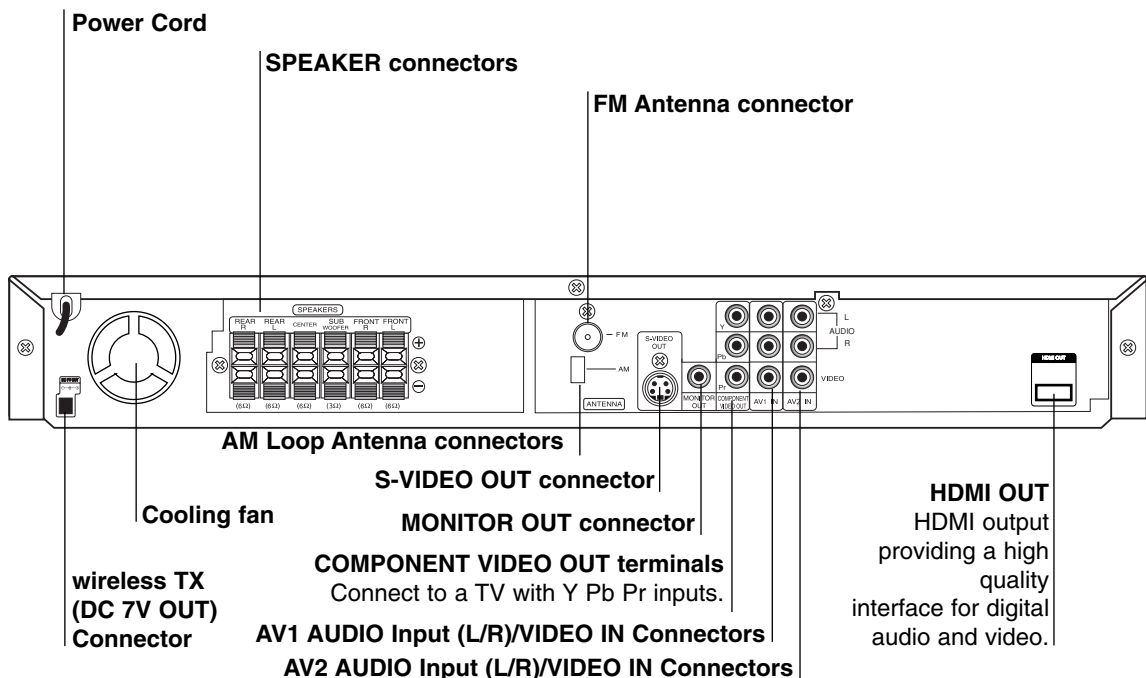 Power Cord
SPEAKER connectors
FM Antenna connector
SPEAKERS
REAR R
REAR L
CENTER
SUB WOOFER
FRONT R
FRONT L
(6Ω) (6Ω) (6Ω) (3Ω) (6Ω) (6Ω)
FM
AM
ANTENNA
S-VIDEO OUT
MONITOR OUT
Y
Pb
Pr
COMPONENT VIDEO OUT
AV1 IN
AV2 IN
L
AUDIO
R
VIDEO
HDMI OUT
AM Loop Antenna connectors
S-VIDEO OUT connector
Cooling fan
MONITOR OUT connector
COMPONENT VIDEO OUT terminals
Connect to a TV with Y Pb Pr inputs.
wireless TX
(DC 7V OUT)
Connector
AV1 AUDIO Input (L/R)/VIDEO IN Connectors
AV2 AUDIO Input (L/R)/VIDEO IN Connectors
HDMI OUT
HDMI output
providing a high
quality
interface for digital
audio and video.